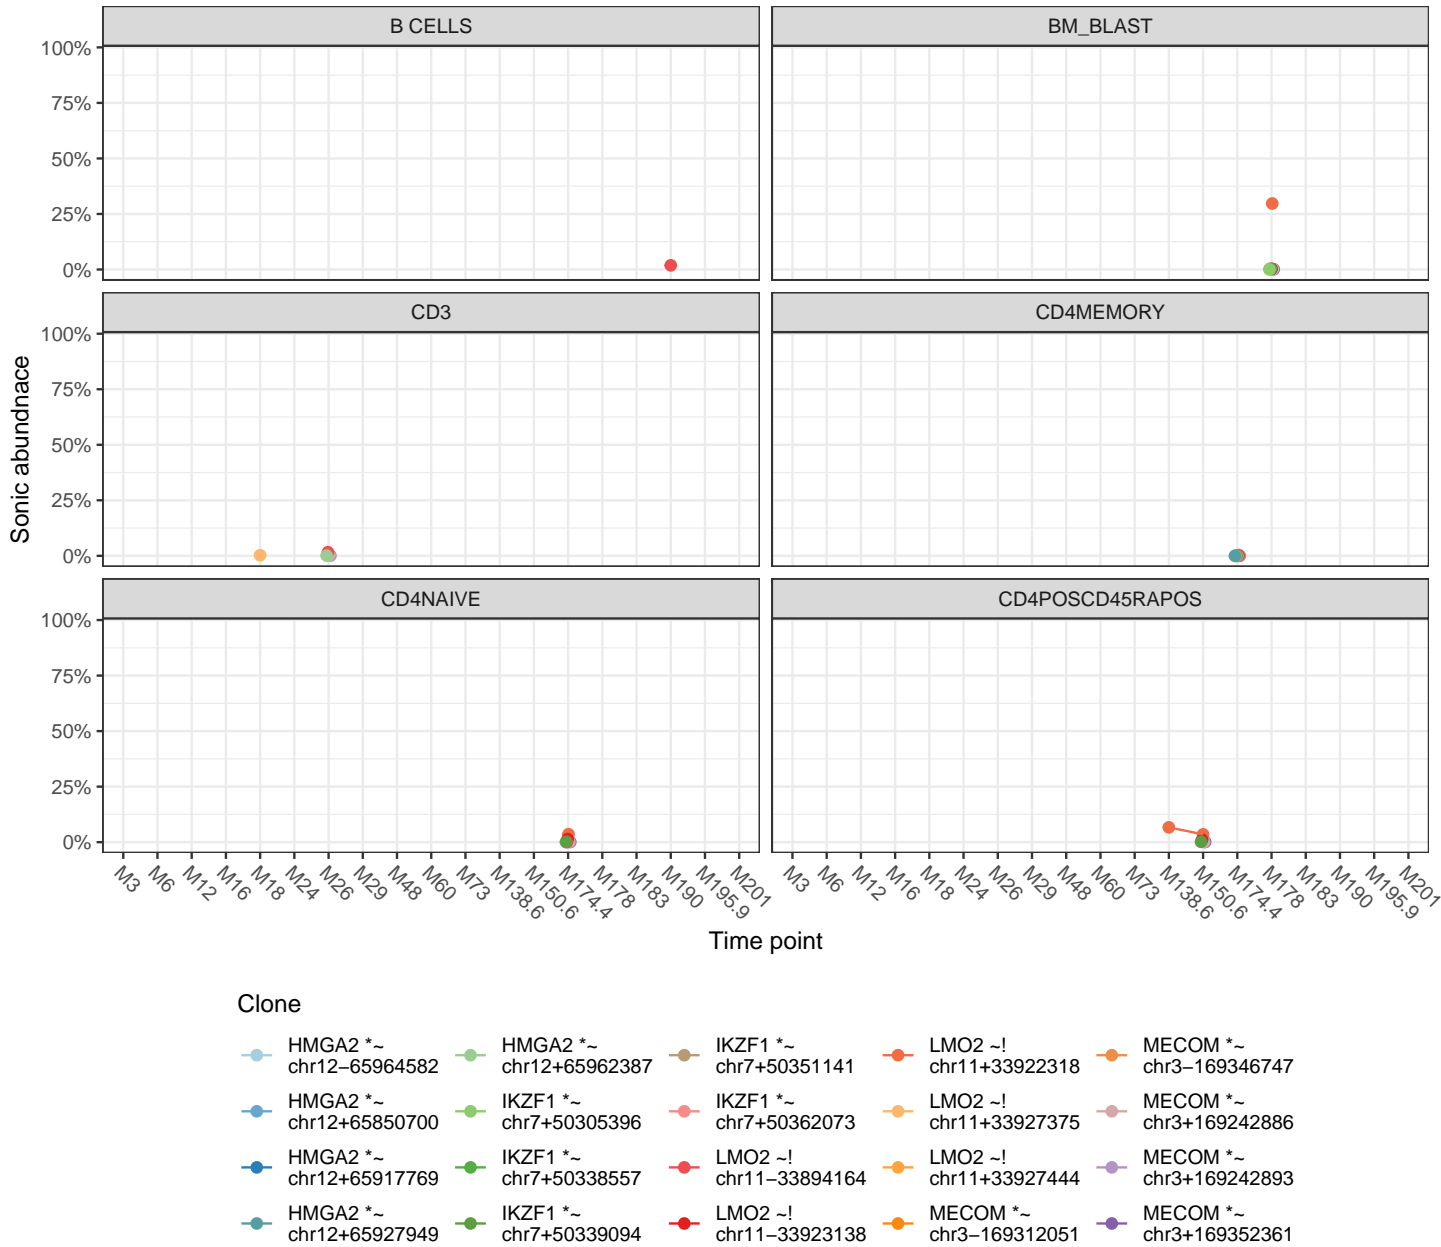 B CELLS
BM_BLAST
100%
75%
50%
25%
0%
CD3
CD4MEMORY
100%
75%
50%
25%
0%
Sonic abundnace
CD4NAIVE
CD4POSCD45RAPOS
100%
75%
50%
25%
0%
M3 M6 M12 M16 M18 M24 M26 M29 M48 M60 M73 M138.6 M150.6 M174.4 M178 M183 M190 M195.9 M201
M3 M6 M12 M16 M18 M24 M26 M29 M48 M60 M73 M138.6 M150.6 M174.4 M178 M183 M190 M195.9 M201
Time point
Clone
HMGA2 *~
chr12−65964582
HMGA2 *~
chr12+65962387
IKZF1 *~
chr7+50351141
LMO2 ~!
chr11+33922318
MECOM *~
chr3−169346747
HMGA2 *~
chr12+65850700
IKZF1 *~
chr7+50305396
IKZF1 *~
chr7+50362073
LMO2 ~!
chr11+33927375
MECOM *~
chr3+169242886
HMGA2 *~
chr12+65917769
IKZF1 *~
chr7+50338557
LMO2 ~!
chr11−33894164
LMO2 ~!
chr11+33927444
MECOM *~
chr3+169242893
HMGA2 *~
chr12+65927949
IKZF1 *~
chr7+50339094
LMO2 ~!
chr11−33923138
MECOM *~
chr3−169312051
MECOM *~
chr3+169352361